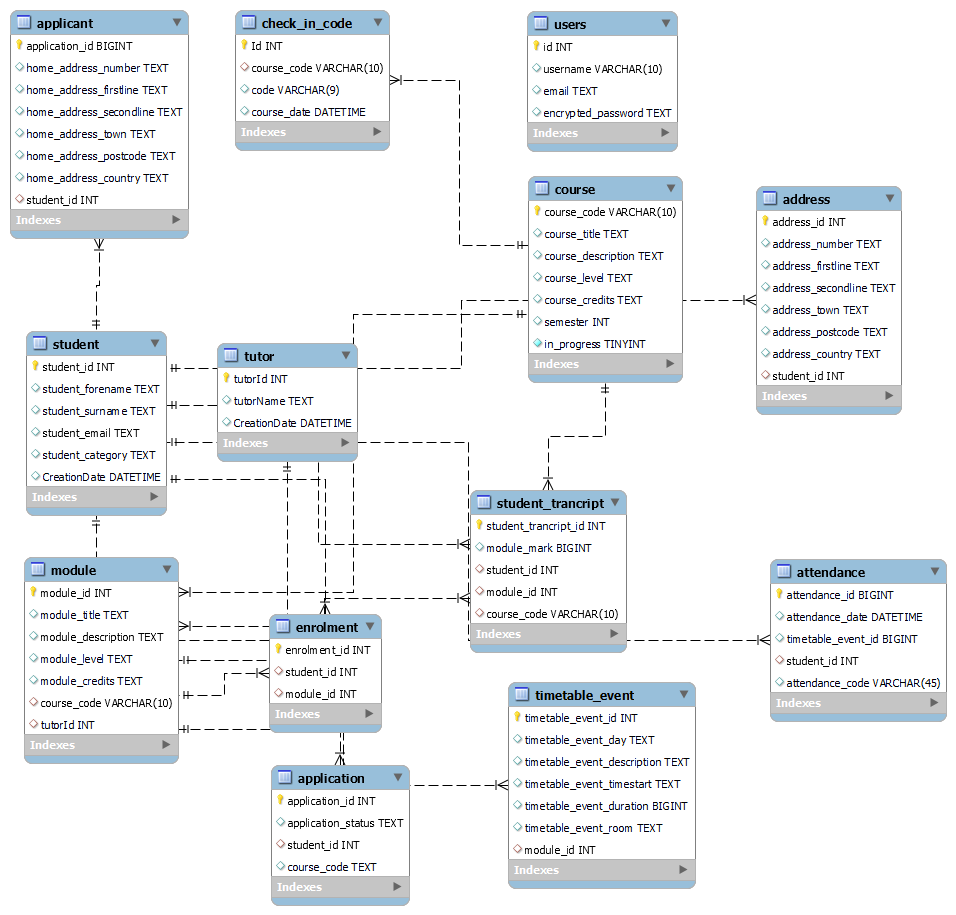 applicant
application_id BIGINT
home_address_number TEXT
home_address_firstline TEXT
home_address_secondline TEXT
home_address_town TEXT
home_address_postcode TEXT
home_address_country TEXT
student_id INT
Indexes
check_in_code
Id INT
course_code VARCHAR(10)
code VARCHAR(9)
course_date DATETIME
Indexes
users
id INT
username VARCHAR(10)
email TEXT
encrypted_password TEXT
Indexes
course
course_code VARCHAR(10)
course_title TEXT
course_description TEXT
course_level TEXT
course_credits TEXT
semester INT
in_progress TINYINT
Indexes
address
address_id INT
address_number TEXT
address_firstline TEXT
address_secondline TEXT
address_town TEXT
address_postcode TEXT
address_country TEXT
student_id INT
Indexes
student
student_id INT
student_forename TEXT
student_surname TEXT
student_email TEXT
student_category TEXT
CreationDate DATETIME
Indexes
tutor
tutorId INT
tutorName TEXT
CreationDate DATETIME
Indexes
student_trancript
student_trancript_id INT
module_mark BIGINT
student_id INT
module_id INT
course_code VARCHAR(10)
Indexes
module
module_id INT
module_title TEXT
module_description TEXT
module_level TEXT
module_credits TEXT
course_code VARCHAR(10)
tutorId INT
Indexes
enrolment
enrolment_id INT
student_id INT
module_id INT
Indexes
attendance
attendance_id BIGINT
attendance_date DATETIME
timetable_event_id BIGINT
student_id INT
attendance_code VARCHAR(45)
Indexes
application
application_id INT
application_status TEXT
student_id INT
course_code TEXT
Indexes
timetable_event
timetable_event_id INT
timetable_event_day TEXT
timetable_event_description TEXT
timetable_event_timestart TEXT
timetable_event_duration BIGINT
timetable_event_room TEXT
module_id INT
Indexes